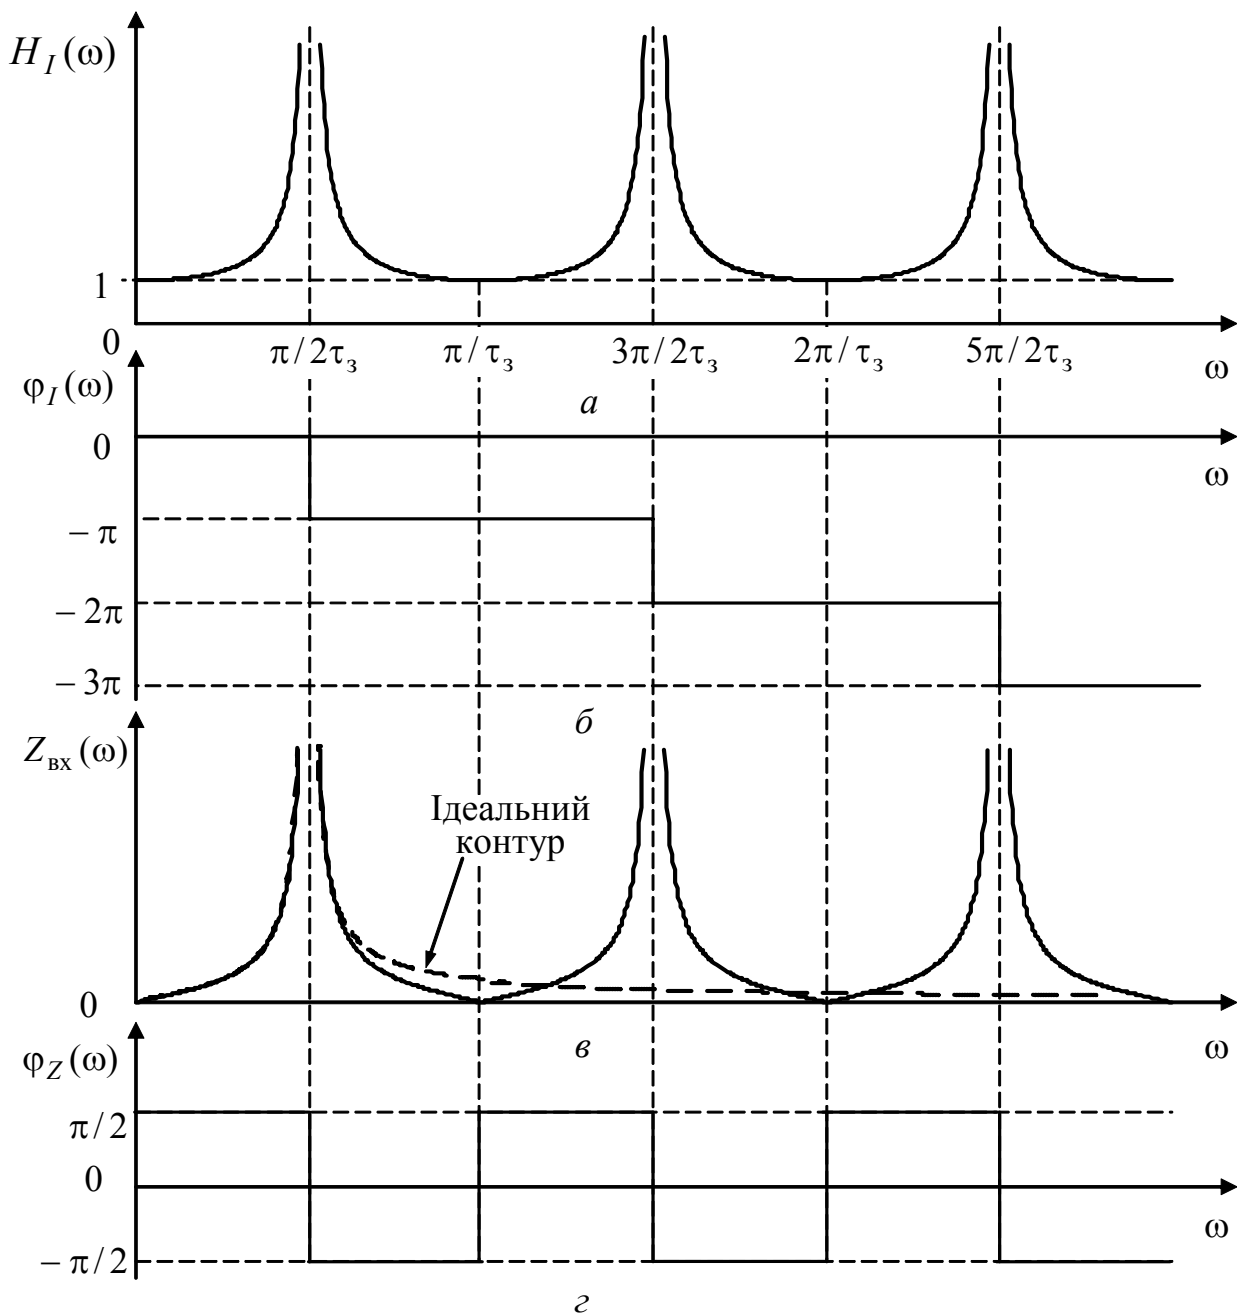 H_I(ω)
1
0
π/2τ_з
π/τ_з
3π/2τ_з
2π/τ_з
5π/2τ_з
ω
φ_I(ω)
а
0
ω
−π
−2π
−3π
б
Z_вх(ω)
Ідеальний
контур
0
ω
φ_Z(ω)
в
π/2
0
ω
−π/2
г